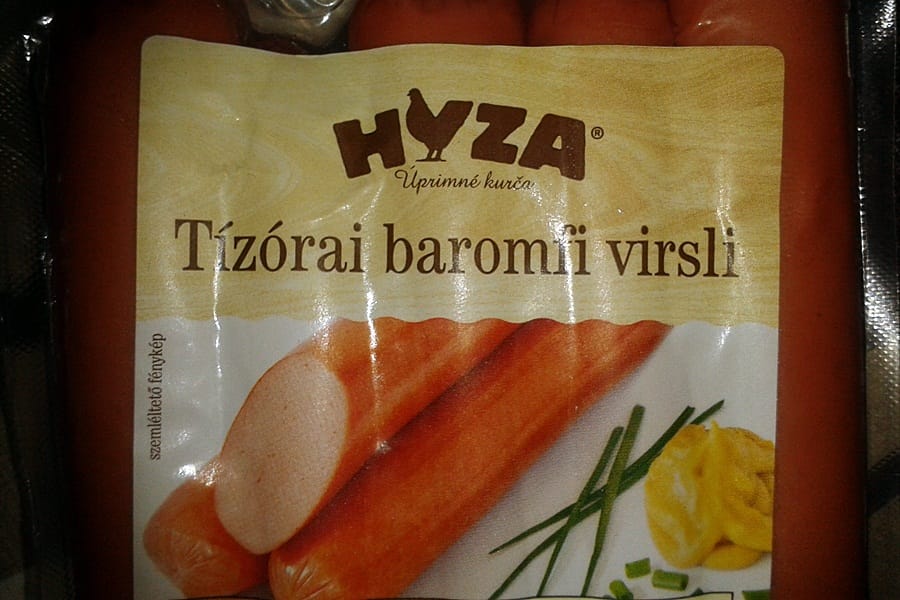 HYZA®
Úprimné kurča
Tízórai baromfi virsli
szemléltető fénykép